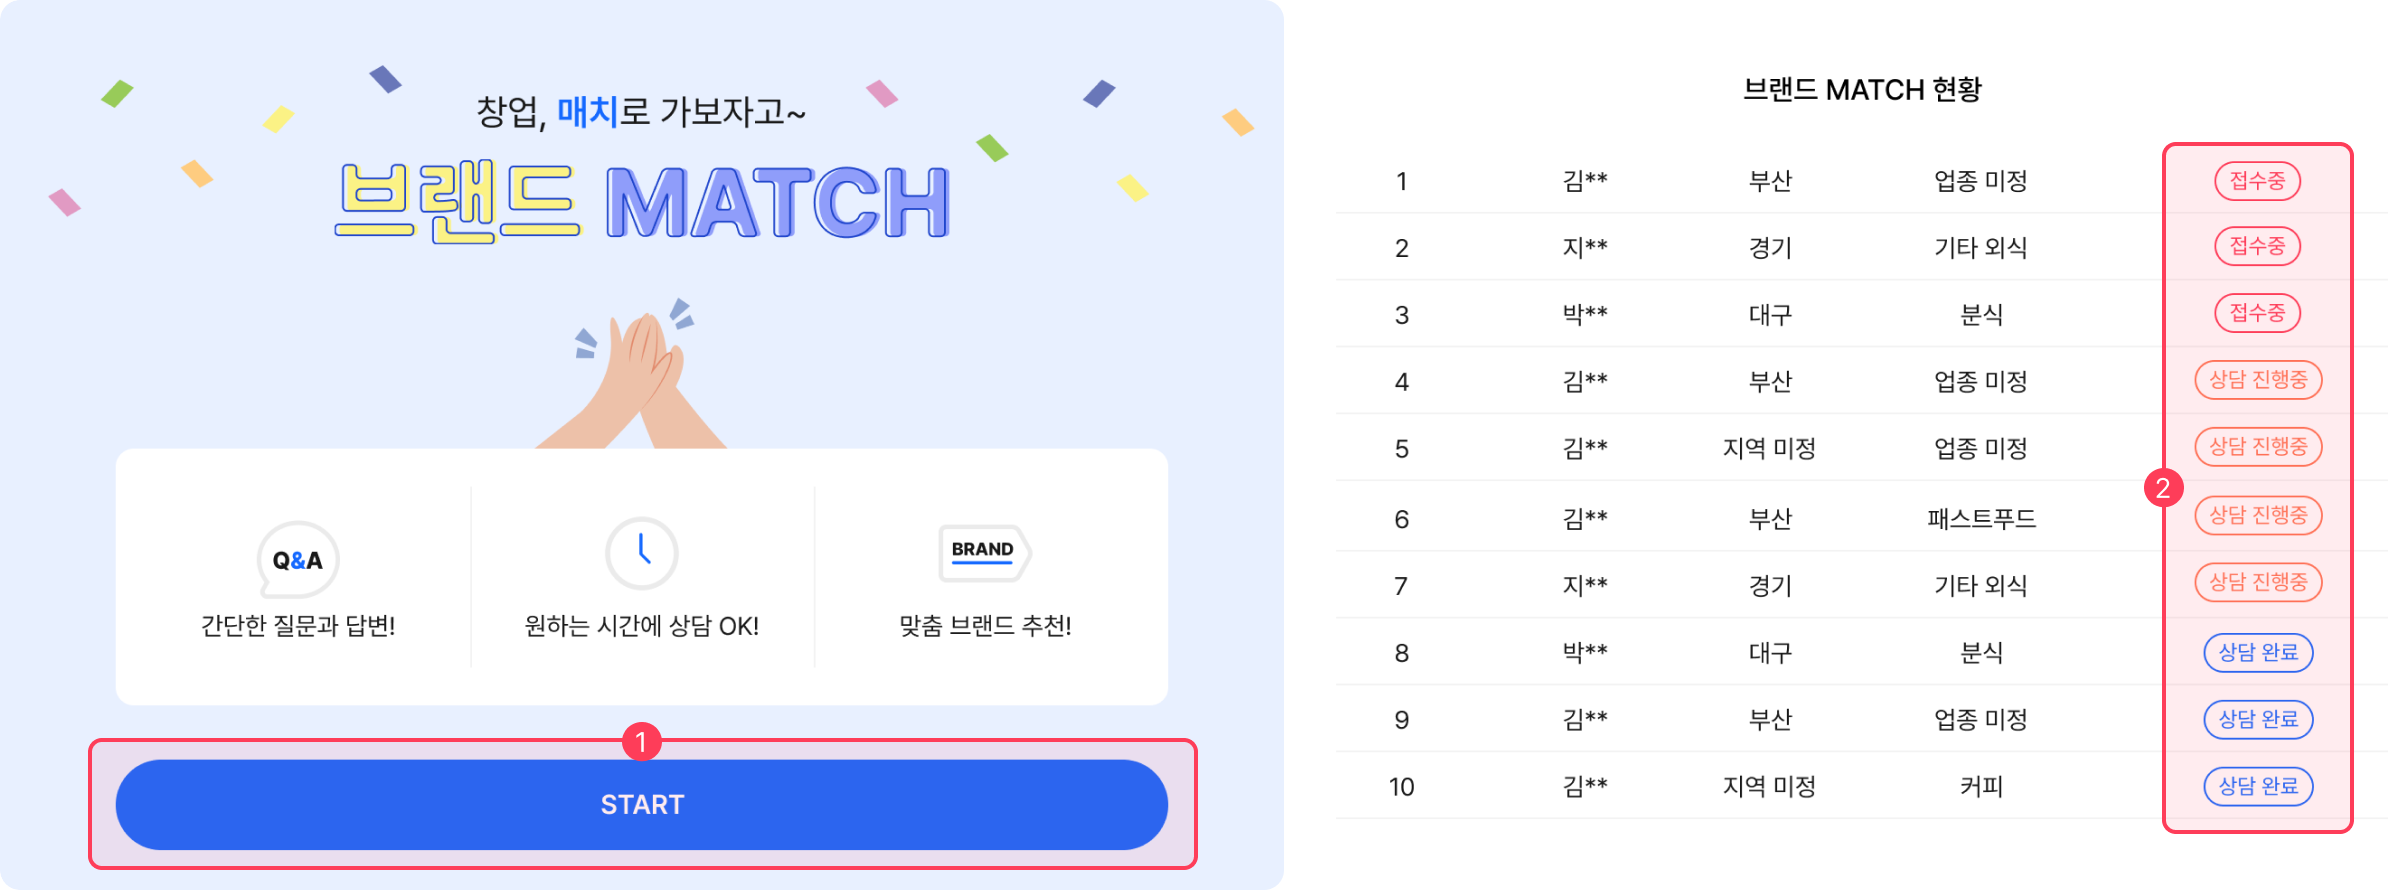 창업, 매치로 가보자고~
브랜드 MATCH
Q&A
간단한 질문과 답변!
원하는 시간에 상담 OK!
BRAND
맞춤 브랜드 추천!
1
START
브랜드 MATCH 현황
1 김** 부산 업종 미정 접수중
2 지** 경기 기타 외식 접수중
3 박** 대구 분식 접수중
4 김** 부산 업종 미정 상담 진행중
5 김** 지역 미정 업종 미정 상담 진행중
2
6 김** 부산 패스트푸드 상담 진행중
7 지** 경기 기타 외식 상담 진행중
8 박** 대구 분식 상담 완료
9 김** 부산 업종 미정 상담 완료
10 김** 지역 미정 커피 상담 완료